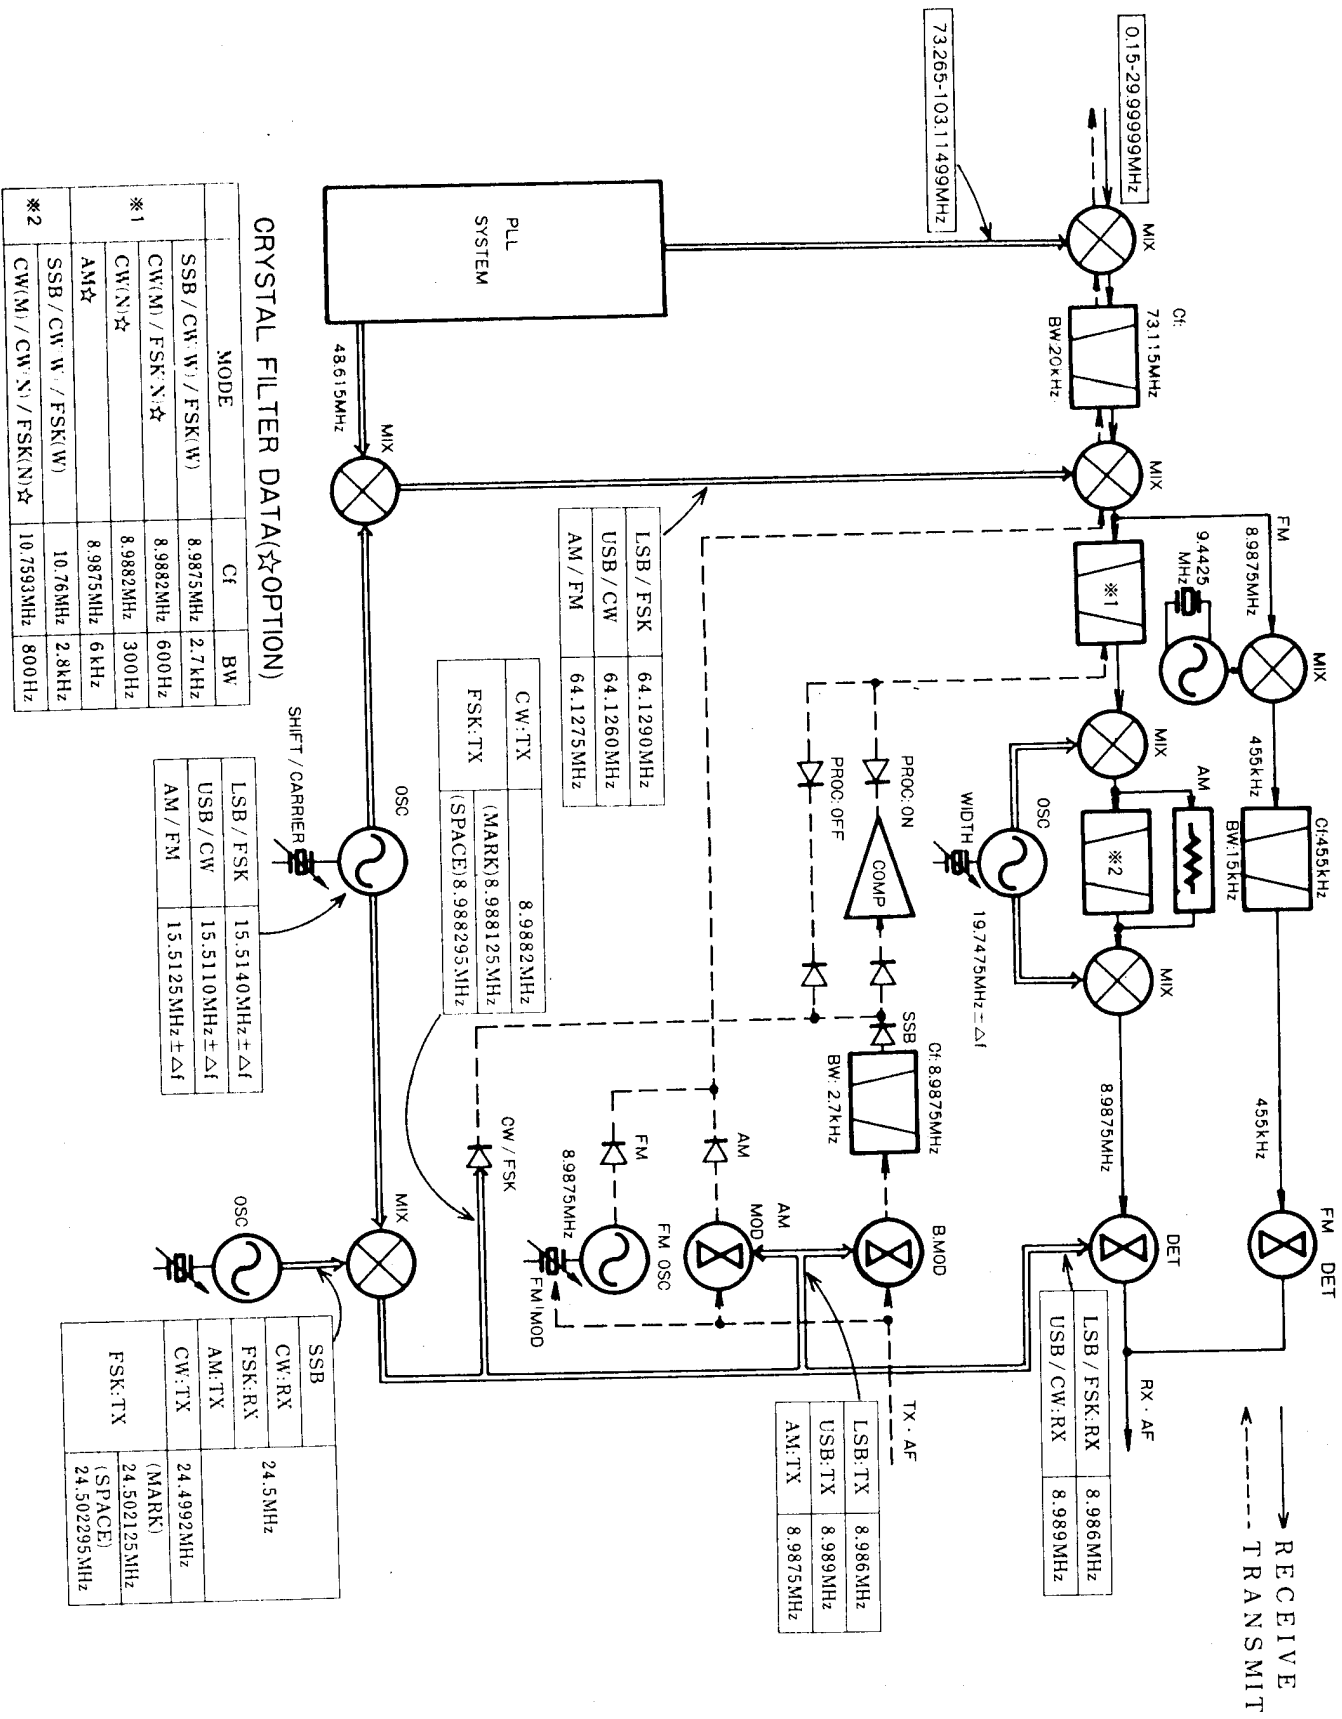 RECEIVE
TRANSMIT
0.15-29.99999MHz
MIX
73.265-103.11499MHz
Cf:
73.115MHz
BW:20kHz
MIX
FM
8.9875MHz
9.4425
MHz
MIX
455kHz
Cf:455kHz
BW:15kHz
455kHz
FM
DET
※1
MIX
AM
※2
MIX
OSC
WIDTH
19.7475MHz±△f
8.9875MHz
DET
RX・AF
LSB/FSK:RX 8.986MHz
USB/CW:RX 8.989MHz
PROC:ON
PROC:OFF
COMP
SSB
Cf:8.9875MHz
BW: 2.7kHz
B.MOD
TX・AF
LSB:TX 8.986MHz
USB:TX 8.989MHz
AM:TX 8.9875MHz
AM
AM
MOD
FM
FM OSC
8.9875MHz
FM MOD
CW/FSK
LSB/FSK 64.1290MHz
USB/CW 64.1260MHz
AM/FM 64.1275MHz
CW:TX 8.9882MHz
FSK:TX (MARK)8.988125MHz
(SPACE)8.988295MHz
PLL
SYSTEM
48.615MHz
MIX
OSC
SHIFT/CARRIER
LSB/FSK 15.5140MHz±△f
USB/CW 15.5110MHz±△f
AM/FM 15.5125MHz±△f
MIX
OSC
SSB
CW:RX
FSK:RX
AM:TX
24.5MHz
CW:TX 24.4992MHz
FSK:TX
(MARK)
24.502125MHz
(SPACE)
24.502295MHz
CRYSTAL FILTER DATA(☆OPTION)
MODE Cf BW
※1
SSB/CW(W)/FSK(W) 8.9875MHz 2.7kHz
CW(M)/FSK(N)☆ 8.9882MHz 600Hz
CW(N)☆ 8.9882MHz 300Hz
AM☆ 8.9875MHz 6kHz
※2
SSB/CW(W)/FSK(W) 10.76MHz 2.8kHz
CW(M)/CW(N)/FSK(N)☆ 10.7593MHz 800Hz